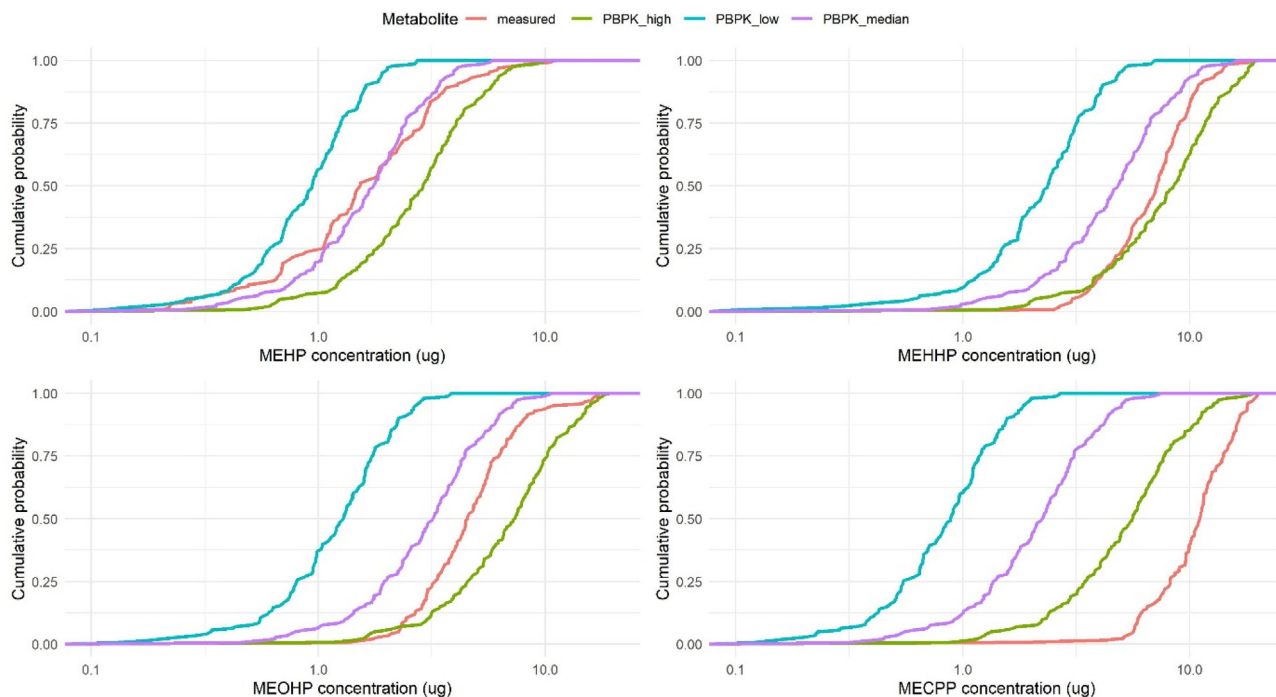 Metabolite measured PBPK_high PBPK_low PBPK_median
1.00 1.00
0.75 0.75
0.50 0.50
0.25 0.25
0.00 0.00
Cumulative probability Cumulative probability
0.1 1.0 10.0 0.1 1.0 10.0
MEHP concentration (ug) MEHHP concentration (ug)
1.00 1.00
0.75 0.75
0.50 0.50
0.25 0.25
0.00 0.00
Cumulative probability Cumulative probability
0.1 1.0 10.0 0.1 1.0 10.0
MEOHP concentration (ug) MECPP concentration (ug)